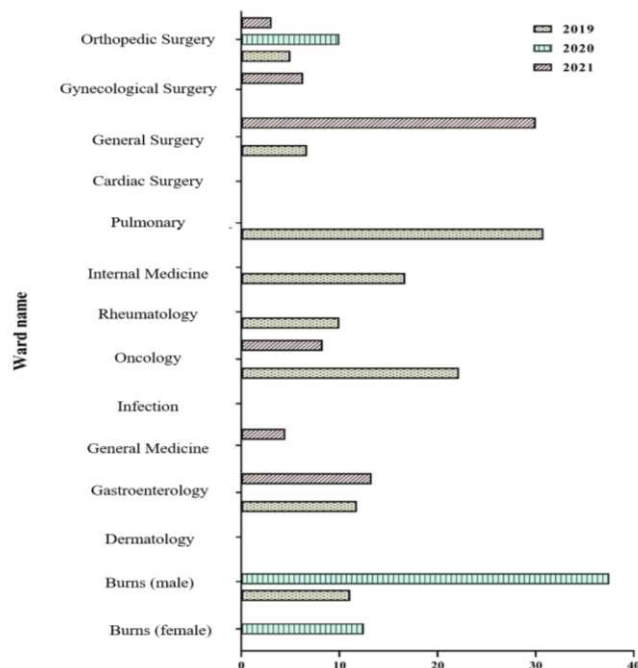 2019
2020
2021
Orthopedic Surgery
Gynecological Surgery
General Surgery
Cardiac Surgery
Pulmonary
Internal Medicine
Rheumatology
Oncology
Infection
General Medicine
Gastroenterology
Dermatology
Burns (male)
Burns (female)
Ward name
0 10 20 30 40